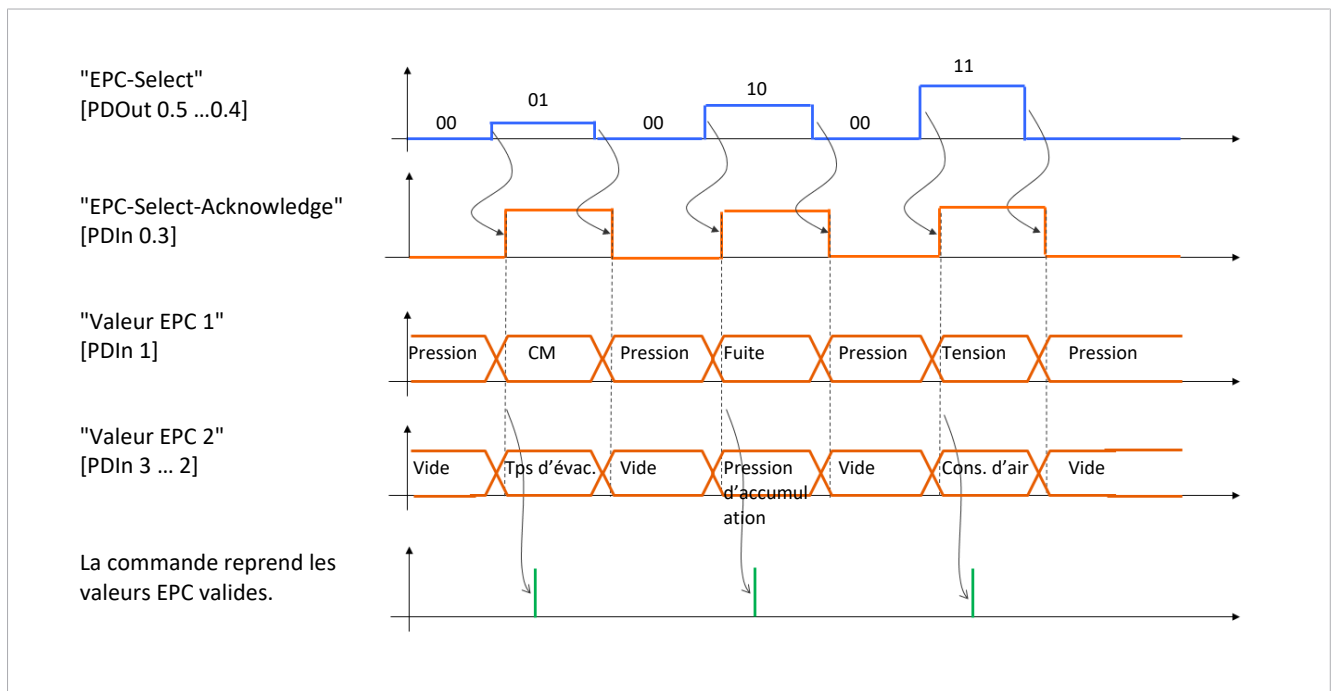 "EPC-Select"
[PDOut 0.5 ...0.4]
00
01
00
10
00
11
"EPC-Select-Acknowledge"
[PDIn 0.3]
"Valeur EPC 1"
[PDIn 1]
Pression
CM
Pression
Fuite
Pression
Tension
Pression
"Valeur EPC 2"
[PDIn 3 ... 2]
Vide
Tps d’évac.
Vide
Pression
d’accumul
ation
Vide
Cons. d’air
Vide
La commande reprend les
valeurs EPC valides.